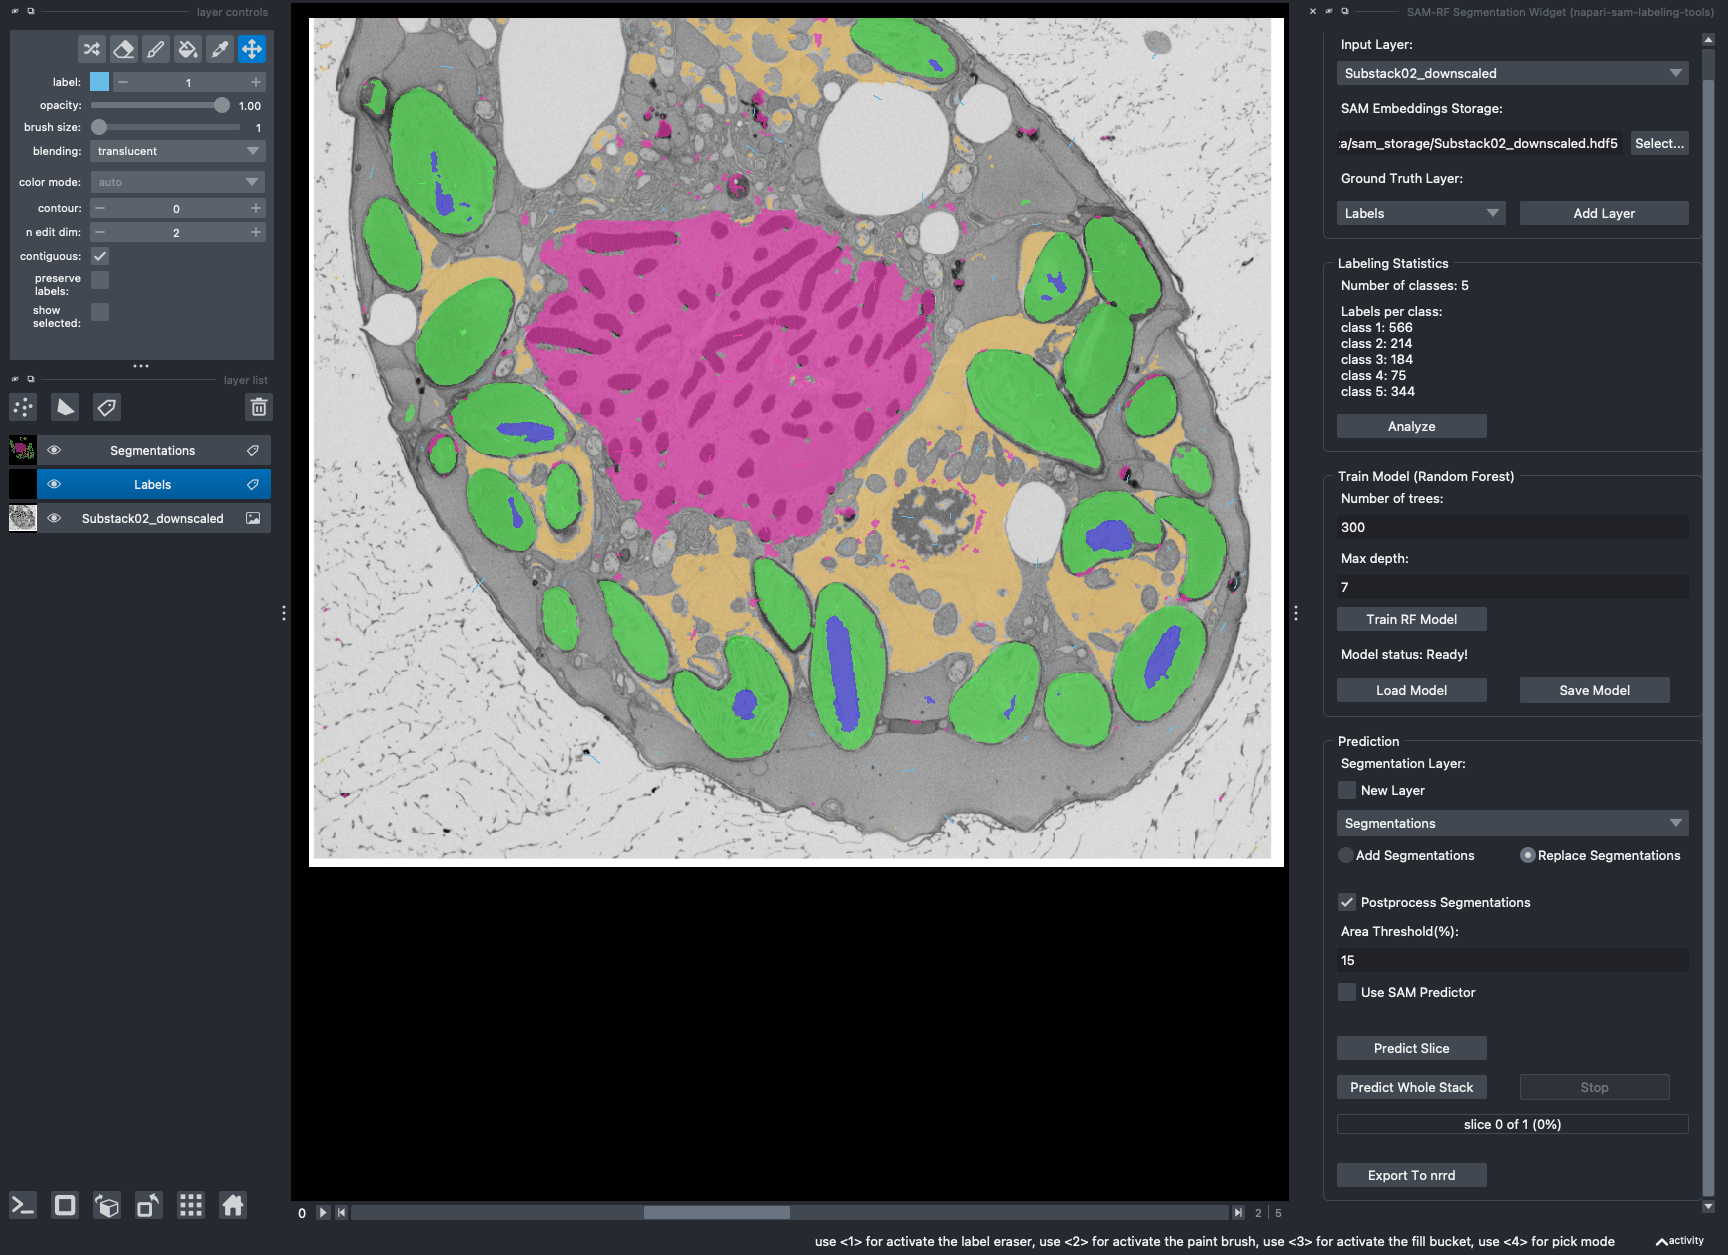 layer controls
label:
1
opacity:
1.00
brush size:
1
blending:
translucent
color mode:
auto
contour:
0
n edit dim:
2
contiguous:
preserve
labels:
show
selected:
layer list
Segmentations
Labels
Substack02_downscaled
0
2 | 5
SAM-RF Segmentation Widget (napari-sam-labeling-tools)
Input Layer:
Substack02_downscaled
SAM Embeddings Storage:
:a/sam_storage/Substack02_downscaled.hdf5
Select...
Ground Truth Layer:
Labels
Add Layer
Labeling Statistics
Number of classes: 5
Labels per class:
class 1: 566
class 2: 214
class 3: 184
class 4: 75
class 5: 344
Analyze
Train Model (Random Forest)
Number of trees:
300
Max depth:
7
Train RF Model
Model status: Ready!
Load Model
Save Model
Prediction
Segmentation Layer:
New Layer
Segmentations
Add Segmentations
Replace Segmentations
Postprocess Segmentations
Area Threshold(%):
15
Use SAM Predictor
Predict Slice
Predict Whole Stack
Stop
slice 0 of 1 (0%)
Export To nrrd
use <1> for activate the label eraser, use <2> for activate the paint brush, use <3> for activate the fill bucket, use <4> for pick mode
activity